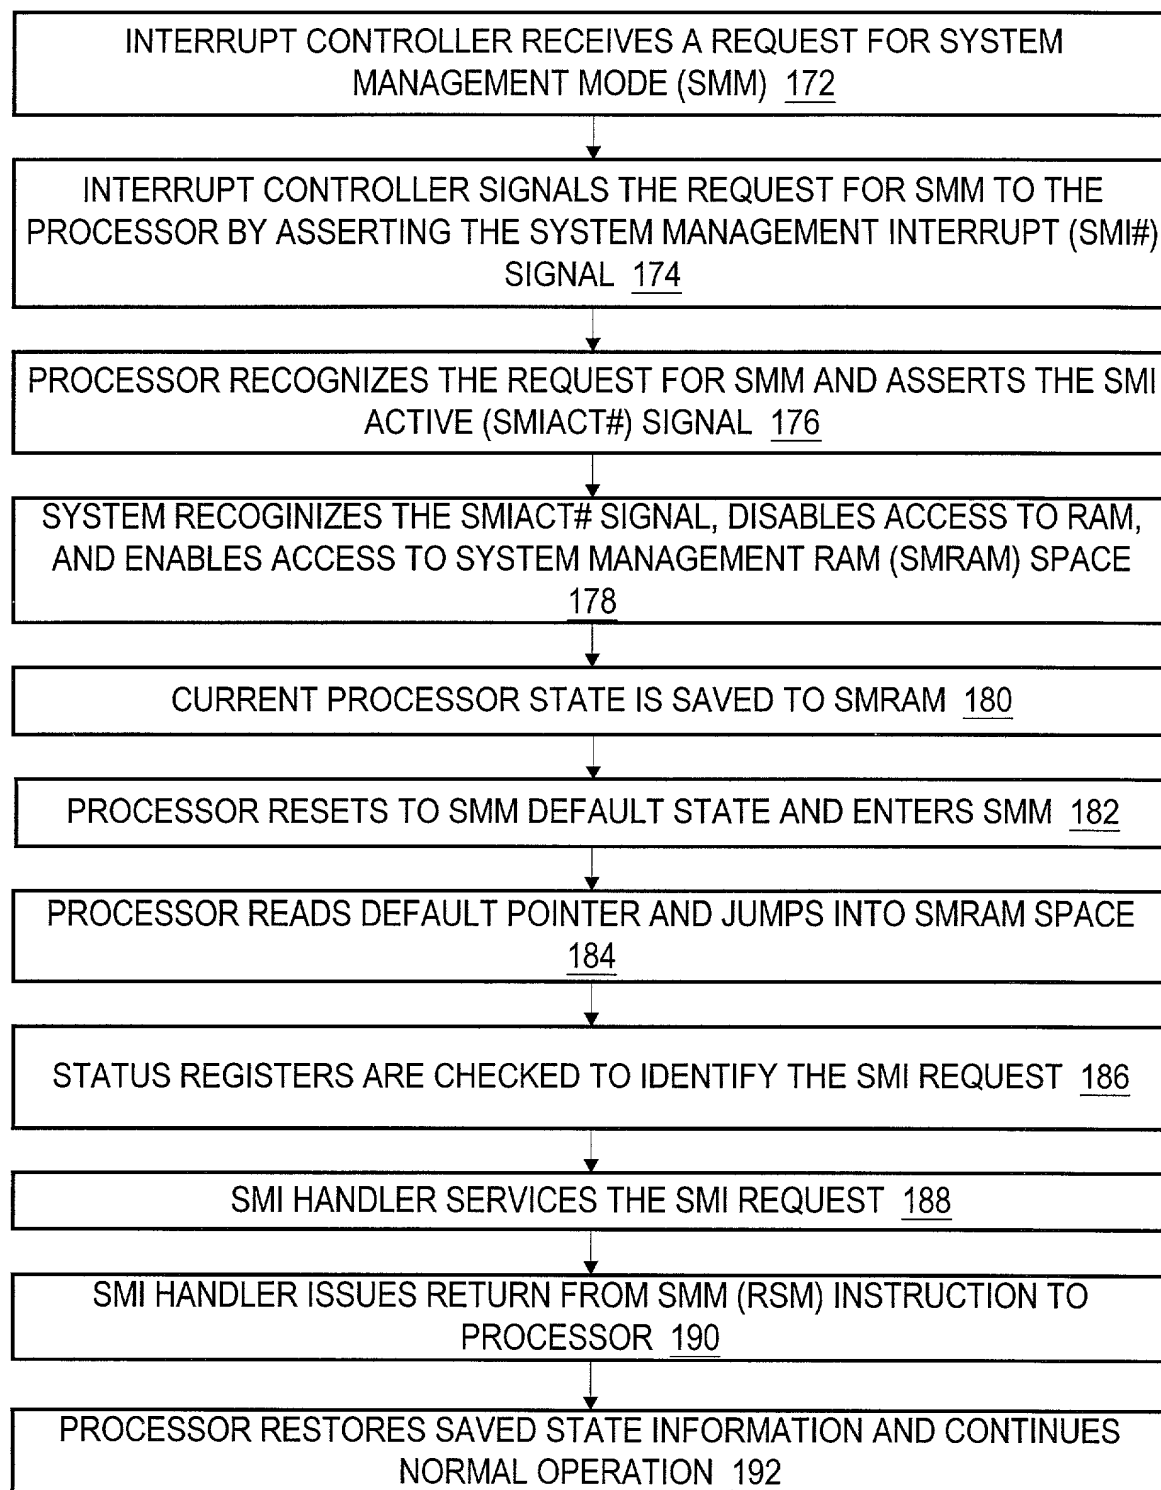 INTERRUPT CONTROLLER RECEIVES A REQUEST FOR SYSTEM
MANAGEMENT MODE (SMM) 172
INTERRUPT CONTROLLER SIGNALS THE REQUEST FOR SMM TO THE
PROCESSOR BY ASSERTING THE SYSTEM MANAGEMENT INTERRUPT (SMI#)
SIGNAL 174
PROCESSOR RECOGNIZES THE REQUEST FOR SMM AND ASSERTS THE SMI
ACTIVE (SMIACT#) SIGNAL 176
SYSTEM RECOGINIZES THE SMIACT# SIGNAL, DISABLES ACCESS TO RAM,
AND ENABLES ACCESS TO SYSTEM MANAGEMENT RAM (SMRAM) SPACE
178
CURRENT PROCESSOR STATE IS SAVED TO SMRAM 180
PROCESSOR RESETS TO SMM DEFAULT STATE AND ENTERS SMM 182
PROCESSOR READS DEFAULT POINTER AND JUMPS INTO SMRAM SPACE
184
STATUS REGISTERS ARE CHECKED TO IDENTIFY THE SMI REQUEST 186
SMI HANDLER SERVICES THE SMI REQUEST 188
SMI HANDLER ISSUES RETURN FROM SMM (RSM) INSTRUCTION TO
PROCESSOR 190
PROCESSOR RESTORES SAVED STATE INFORMATION AND CONTINUES
NORMAL OPERATION 192